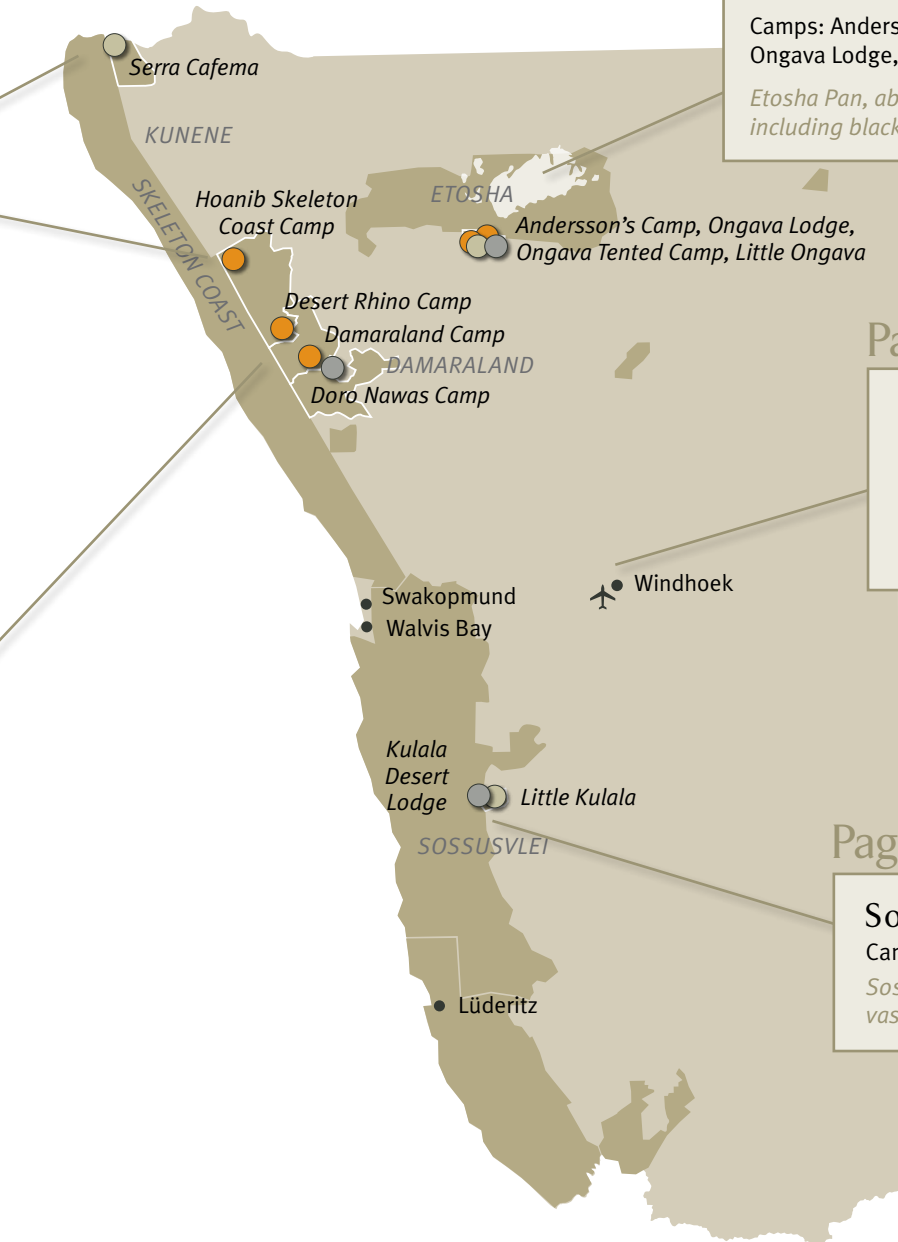 Camps: Anders
Ongava Lodge,
Etosha Pan, ab
including black
Serra Cafema
KUNENE
SKELETON COAST
Hoanib Skeleton
Coast Camp
ETOSHA
Andersson's Camp, Ongava Lodge,
Ongava Tented Camp, Little Ongava
Desert Rhino Camp
Damaraland Camp
DAMARALAND
Doro Nawas Camp
Pa
Windhoek
Swakopmund
Walvis Bay
Kulala
Desert
Lodge
Little Kulala
SOSSUSVLEI
Pag
So
Car
Sos
vas
Lüderitz